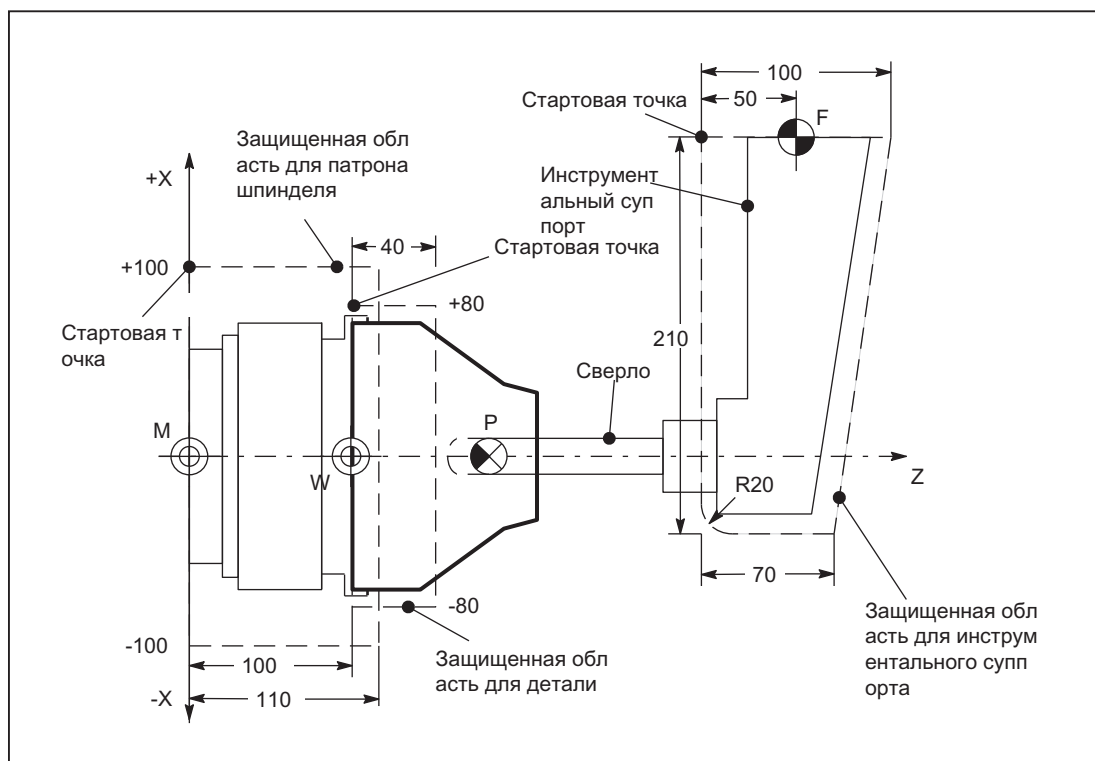 100
50
Стартовая точка
F
Защищенная обл
асть для патрона
шпинделя
+X
Инструмент
альный суп
порт
40
Стартовая точка
+100
+80
Стартовая т
очка
210
Сверло
M
P
W
Z
R20
70
-80
-100
100
Защищенная обл
асть для детали
Защищенная обл
асть для инструм
ентального супп
орта
110
-X